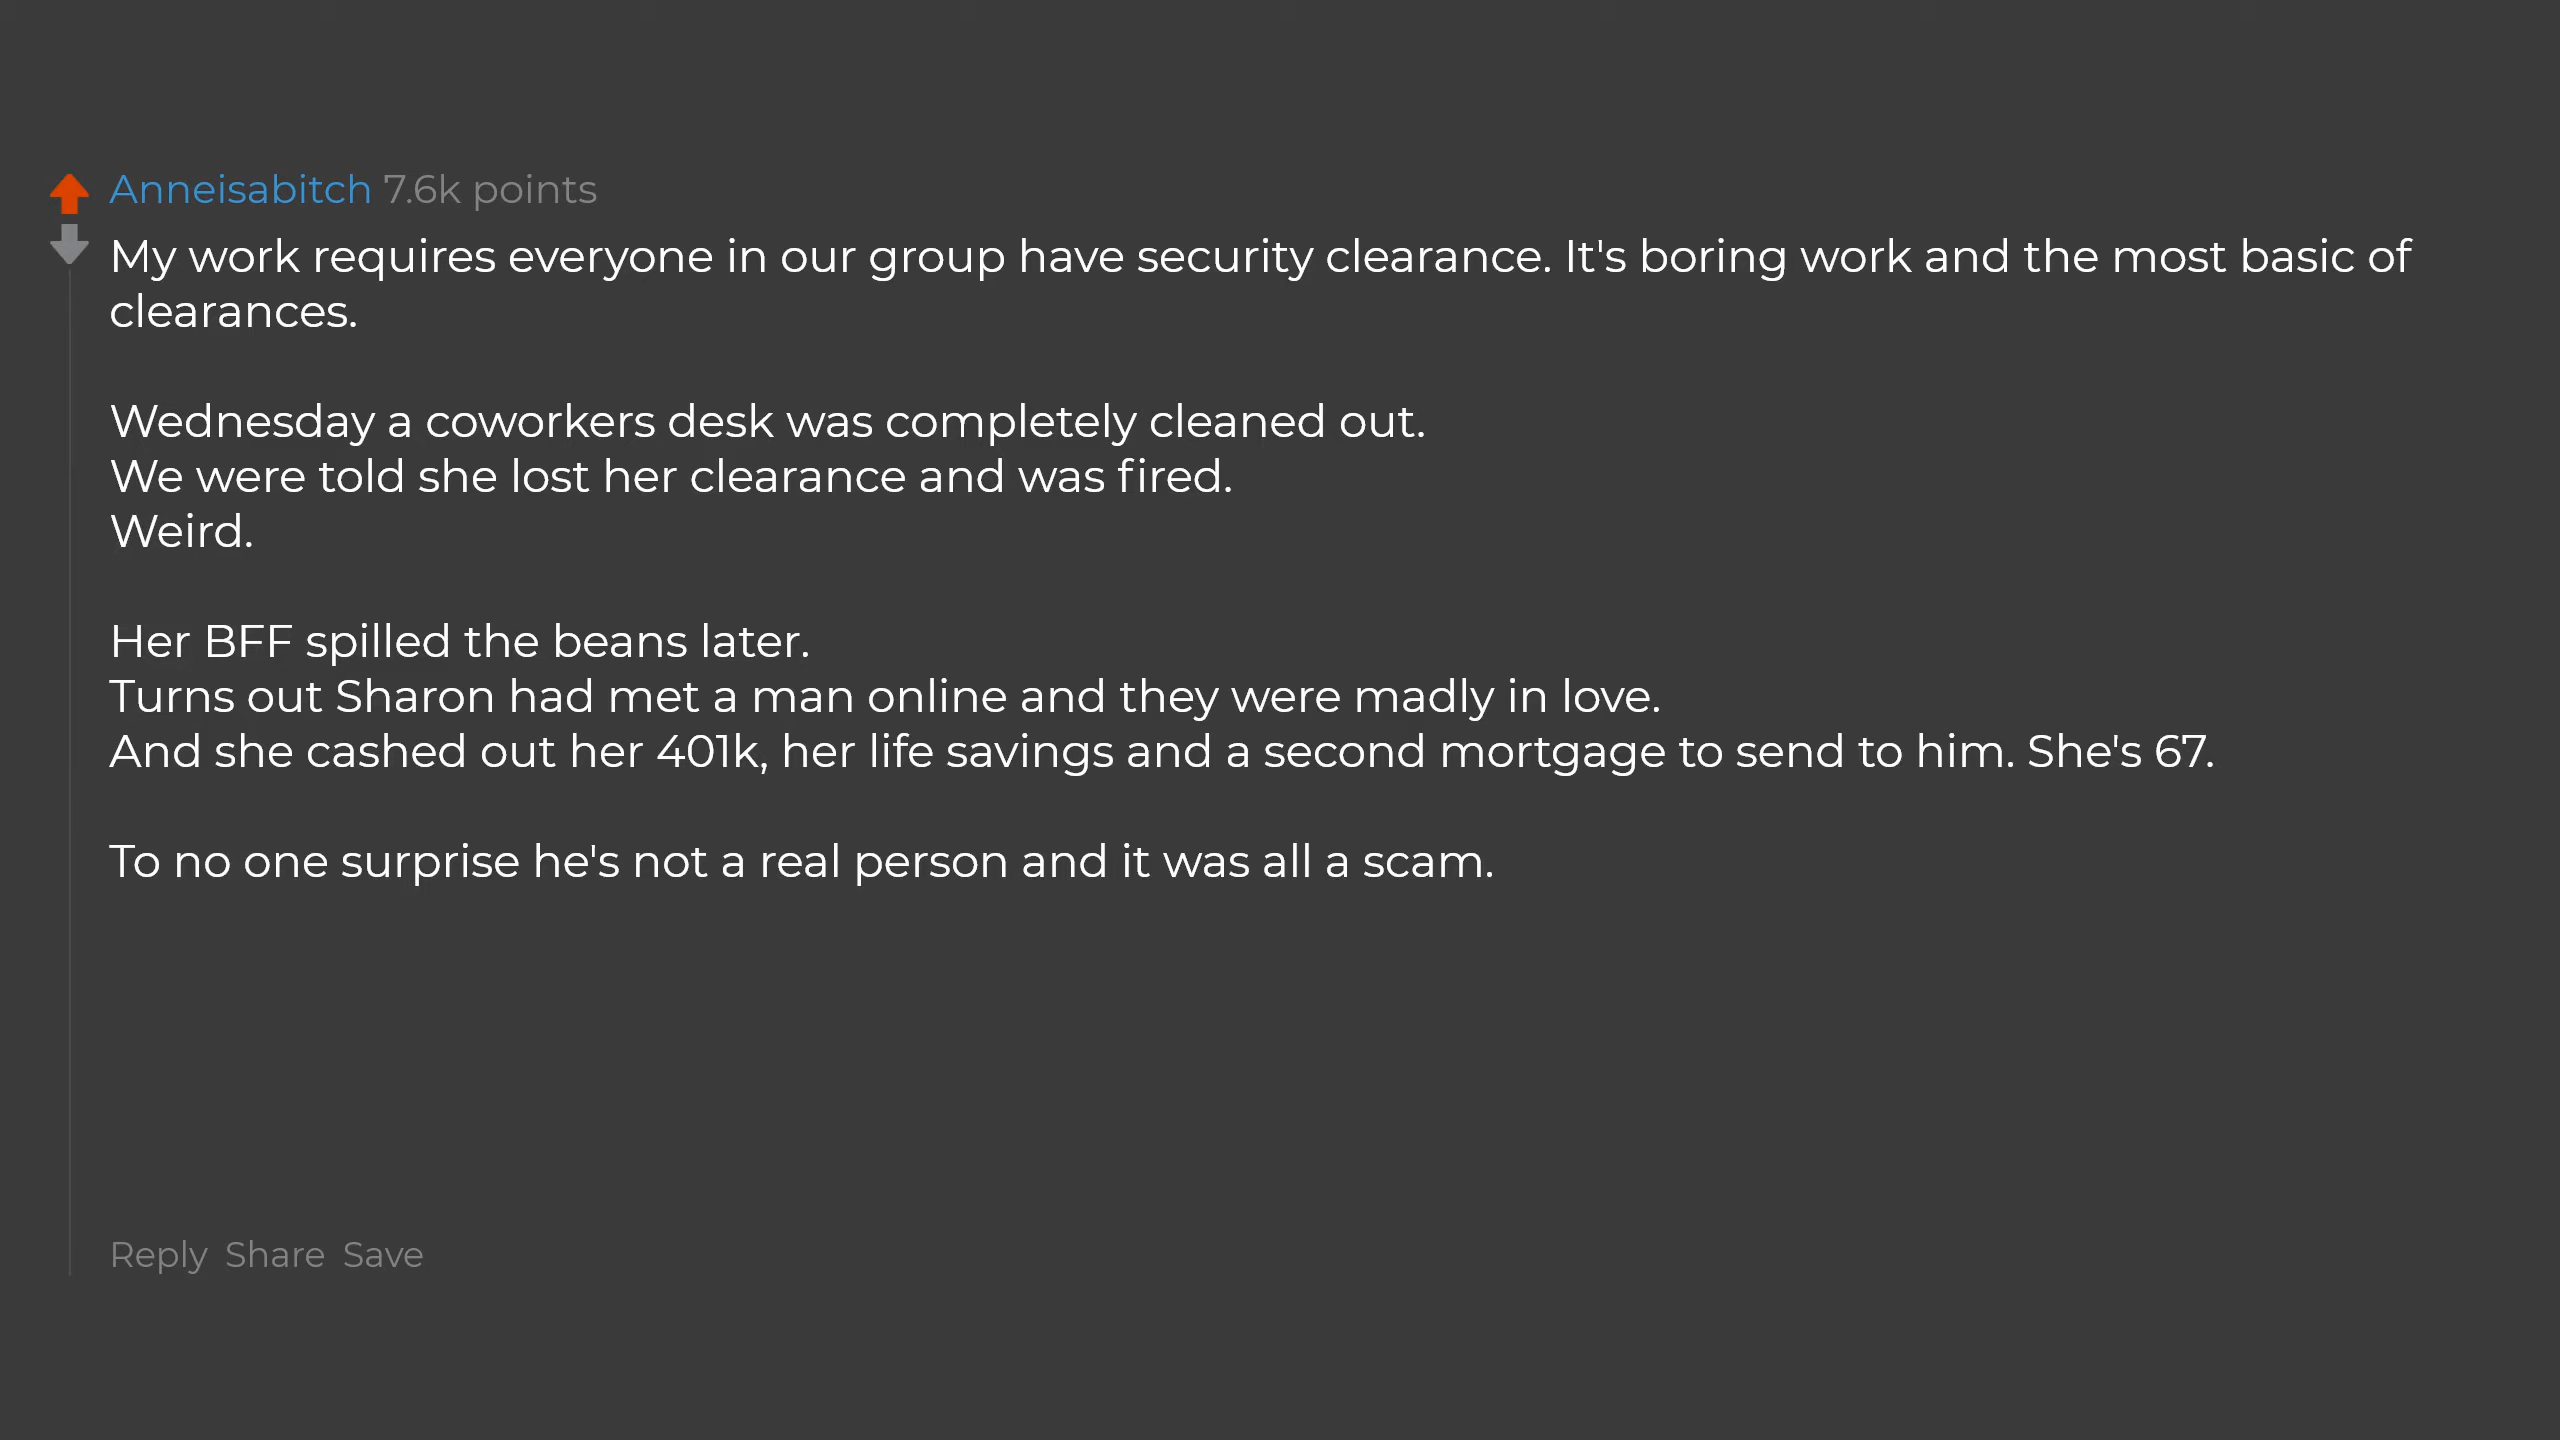 Anneisabitch 7.6k points
My work requires everyone in our group have security clearance. It's boring work and the most basic of
clearances.
Wednesday a coworkers desk was completely cleaned out.
We were told she lost her clearance and was fired.
Weird.
Her BFF spilled the beans later.
Turns out Sharon had met a man online and they were madly in love.
And she cashed out her 401k, her life savings and a second mortgage to send to him. She's 67.
To no one surprise he's not a real person and it was all a scam.
Reply Share Save